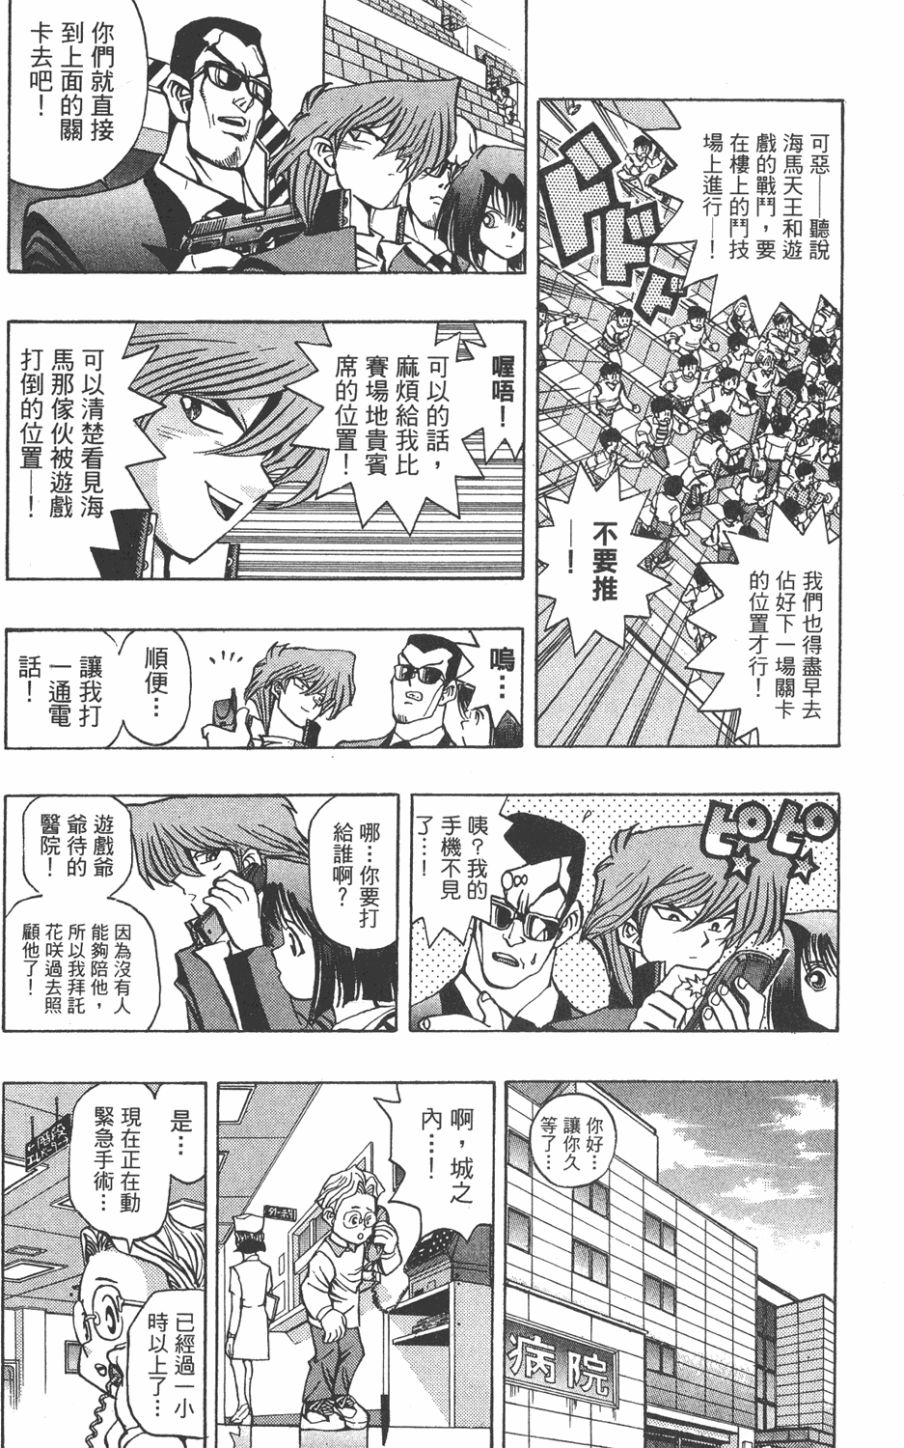 可惡──聽說
海馬天王和遊
戲的戰鬥，要
在樓上的鬥技
場上進行─！
ドドド
不要推
─！
我們也得盡早去
佔好下一場關卡
的位置才行！
你們就直接
到上面的關
卡去吧！
喔唔！
可以的話，
麻煩給我比
賽場地貴賓
席的位置！
可以清楚看見海
馬那傢伙被遊戲
打倒的位置─！
嗚…
順便…
讓我打
一通電
話！
ピピ
咦？我的
手機不見
了…！
哪…你要打
給誰啊？
遊戲爺
爺待的
醫院！
因為沒有人
能夠陪他，
所以我拜託
花咲過去照
顧他了！
你好…
讓你久
等了…
病院
啊，城之
內…！
是…
現在正在動
緊急手術…
已經過一小
時以上了…